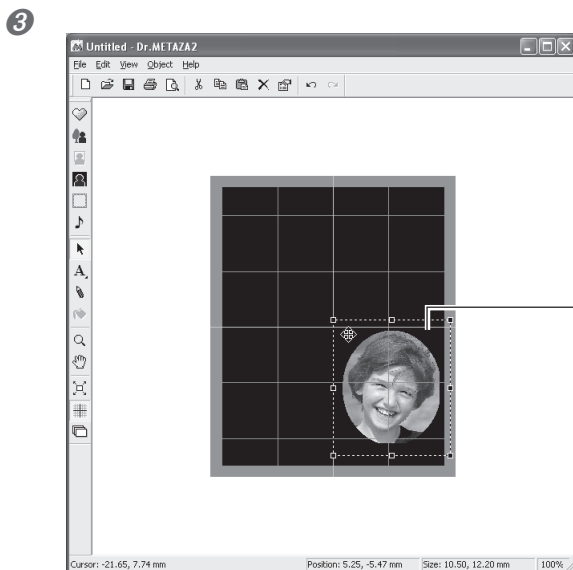 3
Untitled - Dr.METAZA2
File Edit View Object Help
A
Cursor: -21.65, 7.74 mm Position: 5.25, -5.47 mm Size: 10.50, 12.20 mm 100%